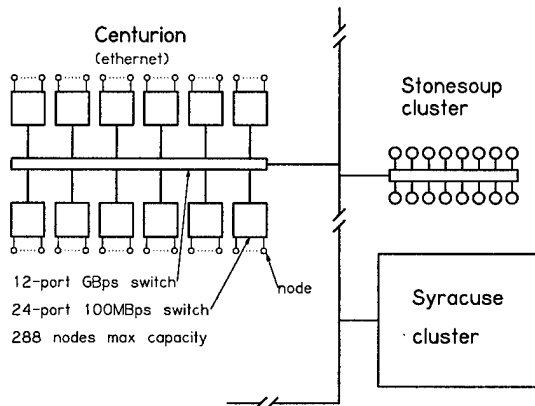 Centurion
(ethernet)
Stonesoup
cluster
12-port GBps switch
24-port 100MBps switch
288 nodes max capacity
node
Syracuse
cluster